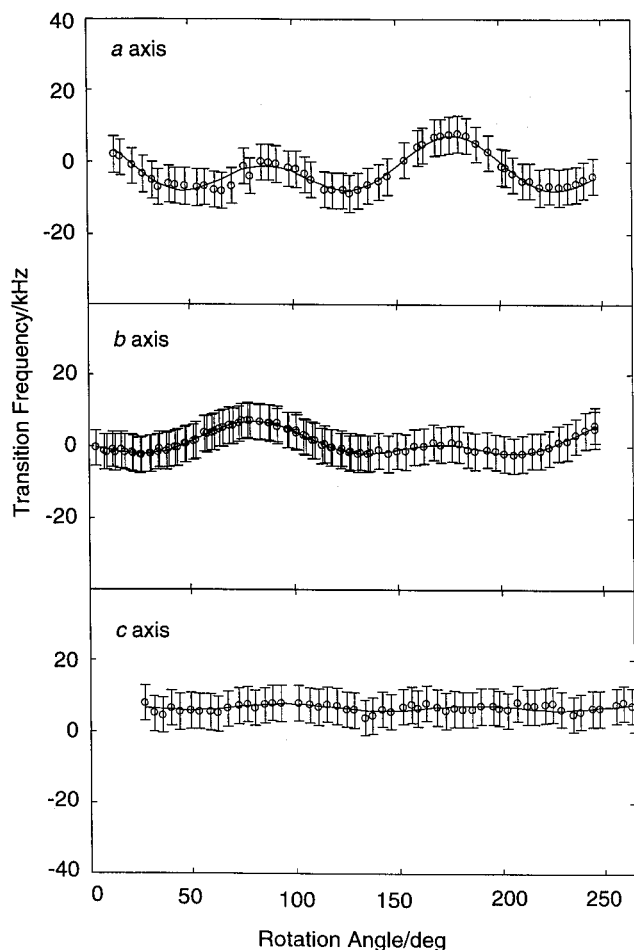 40
a axis
20
0
-20
Transition Frequency/kHz
b axis
20
0
-20
c axis
20
0
-20
-40
0 50 100 150 200 250
Rotation Angle/deg